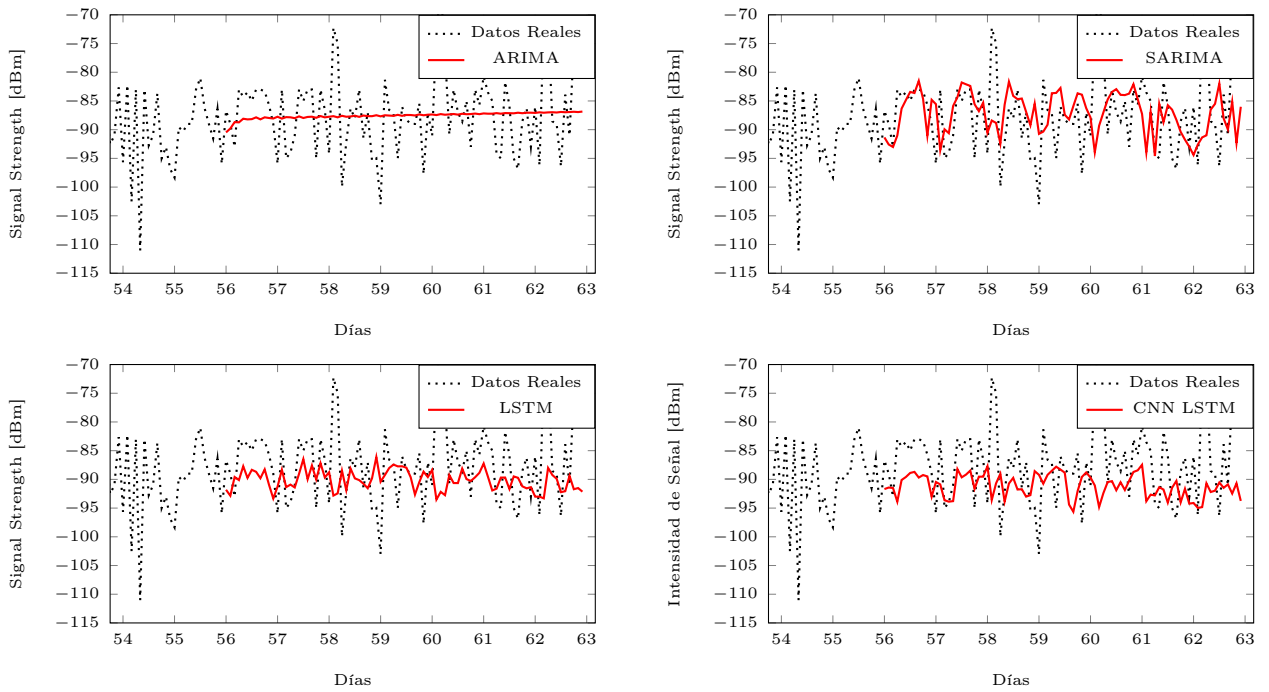 −70
−75
−80
−85
−90
−95
−100
−105
−110
−115
Signal Strength [dBm]
Datos Reales
ARIMA
54 55 56 57 58 59 60 61 62 63
Días
−70
−75
−80
−85
−90
−95
−100
−105
−110
−115
Signal Strength [dBm]
Datos Reales
SARIMA
54 55 56 57 58 59 60 61 62 63
Días
−70
−75
−80
−85
−90
−95
−100
−105
−110
−115
Signal Strength [dBm]
Datos Reales
LSTM
54 55 56 57 58 59 60 61 62 63
Días
−70
−75
−80
−85
−90
−95
−100
−105
−110
−115
Intensidad de Señal [dBm]
Datos Reales
CNN LSTM
54 55 56 57 58 59 60 61 62 63
Días